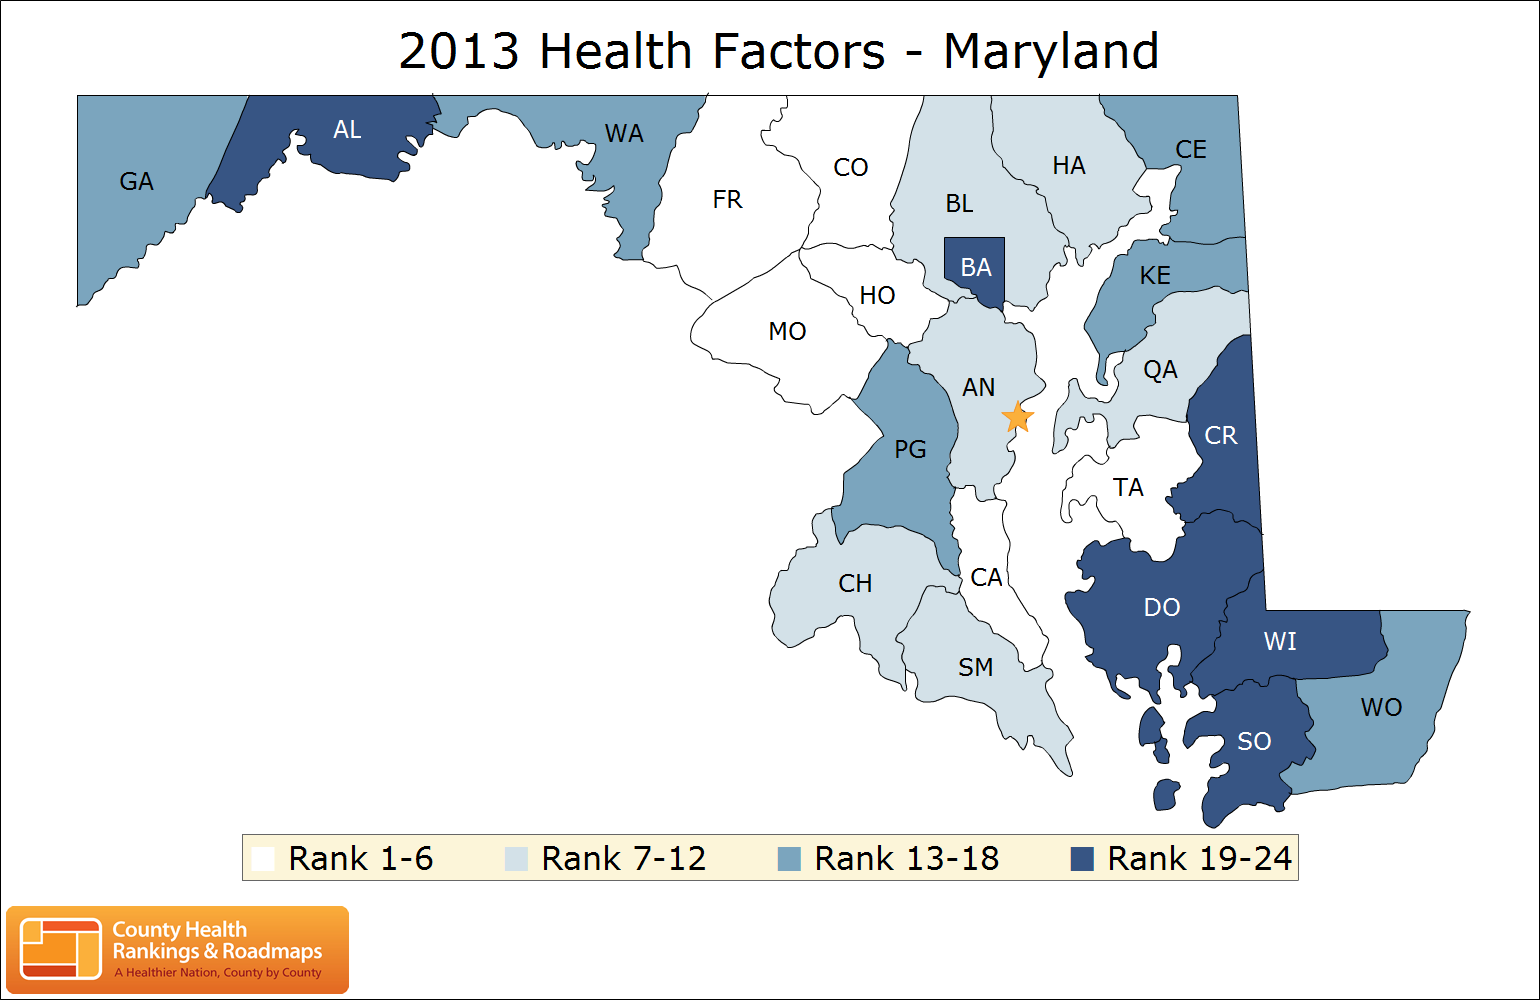 2013 Health Factors - Maryland
AL
WA
CE
CO
HA
GA
FR
BL
BA
KE
HO
MO
QA
AN
CR
PG
TA
CA
CH
DO
WI
SM
WO
SO
Rank 1-6 Rank 7-12 Rank 13-18 Rank 19-24
County Health
Rankings & Roadmaps
A Healthier Nation, County by County